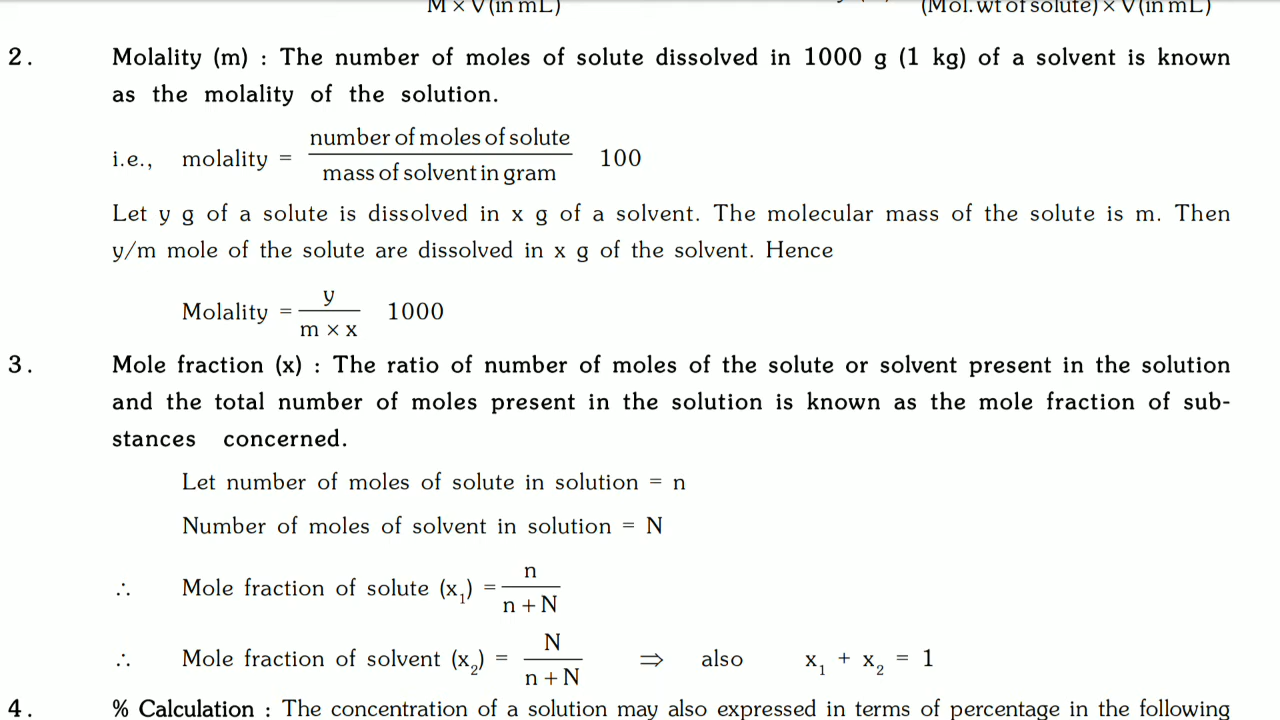 M × V (in mL) (Mol. wt of solute) × V (in mL)
2. Molality (m) : The number of moles of solute dissolved in 1000 g (1 kg) of a solvent is known
as the molality of the solution.
i.e., molality = number of moles of solute / mass of solvent in gram 100
Let y g of a solute is dissolved in x g of a solvent. The molecular mass of the solute is m. Then
y/m mole of the solute are dissolved in x g of the solvent. Hence
Molality = y / m × x 1000
3. Mole fraction (x) : The ratio of number of moles of the solute or solvent present in the solution
and the total number of moles present in the solution is known as the mole fraction of sub-
stances concerned.
Let number of moles of solute in solution = n
Number of moles of solvent in solution = N
∴ Mole fraction of solute (x₁) = n / n + N
∴ Mole fraction of solvent (x₂) = N / n + N ⇒ also x₁ + x₂ = 1
4. % Calculation : The concentration of a solution may also expressed in terms of percentage in the following